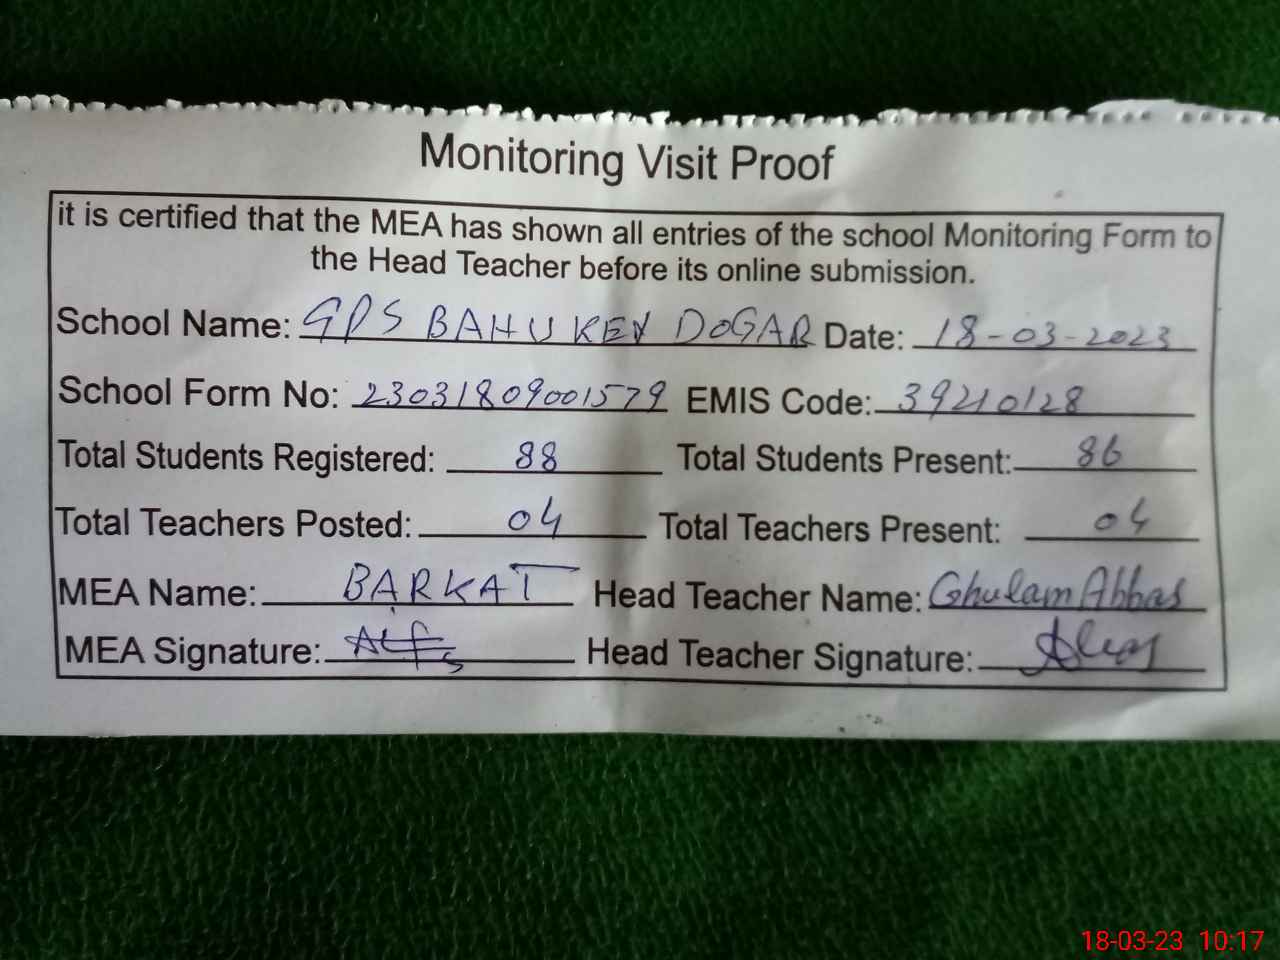 Monitoring Visit Proof
it is certified that the MEA has shown all entries of the school Monitoring Form to
the Head Teacher before its online submission.
School Name: GPS BAHU KEY DOGAR Date: 18-03-2023
School Form No: 23031809001579 EMIS Code: 39210128
Total Students Registered: 88 Total Students Present: 86
Total Teachers Posted: 04 Total Teachers Present: 04
MEA Name: BARKAT Head Teacher Name: Ghulam Abbas
MEA Signature: Head Teacher Signature:
18-03-23 10:17